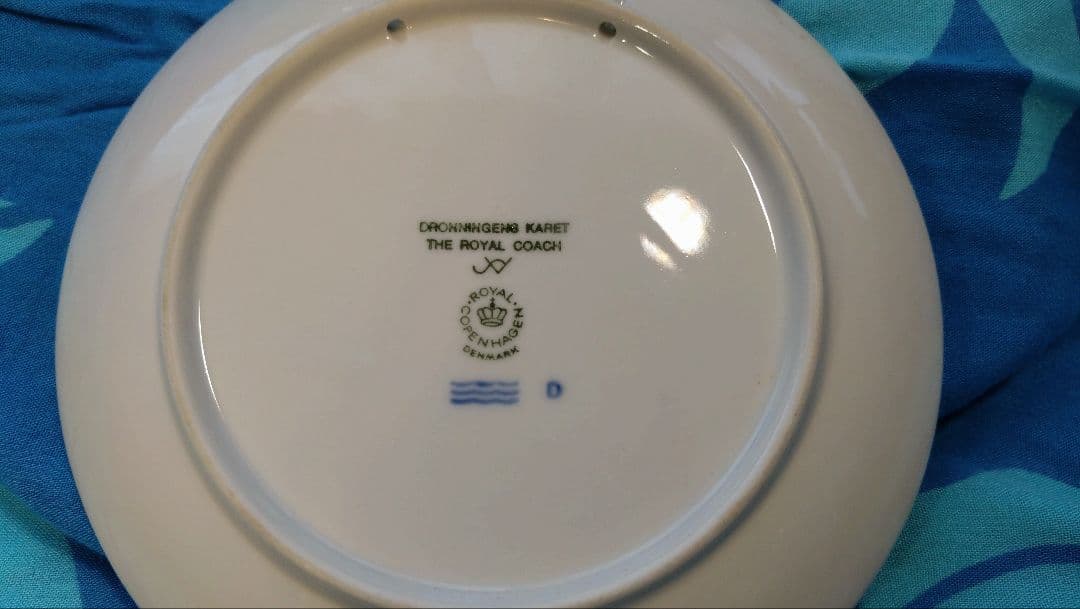 DRONNINGENS KARET
THE ROYAL COACH
ROYAL
COPENHAGEN
DENMARK
D